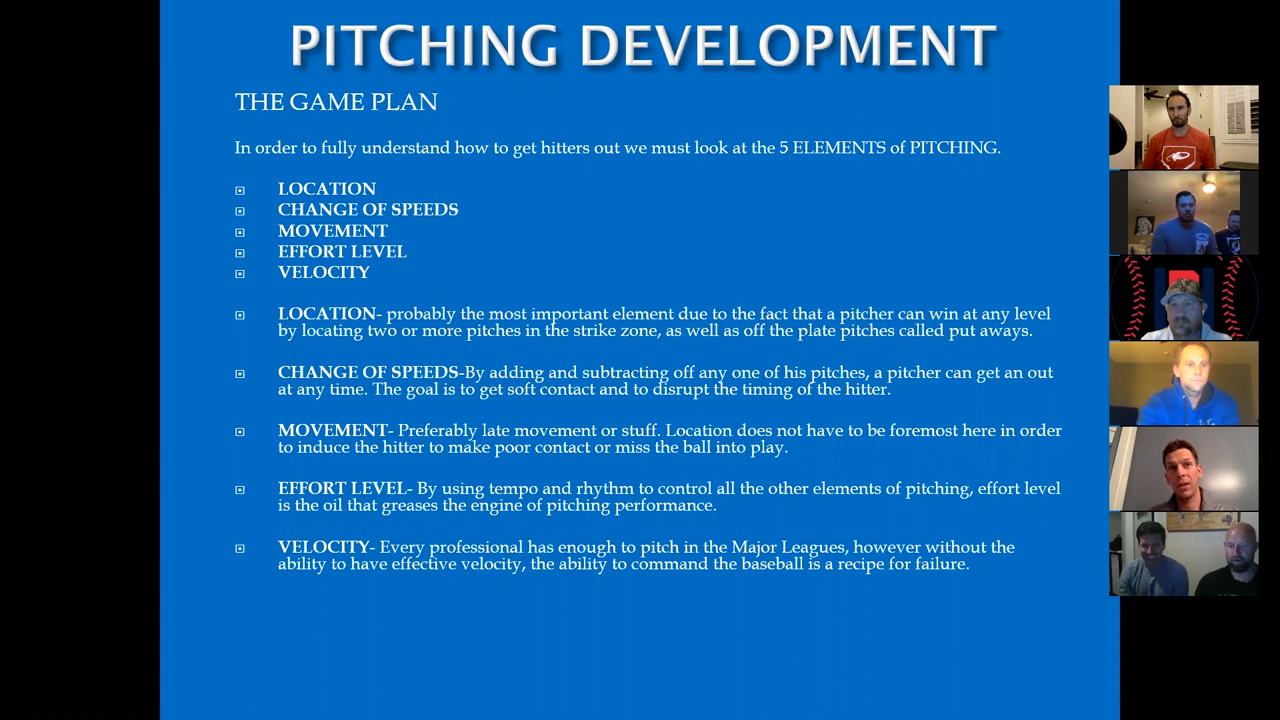 PITCHING DEVELOPMENT
THE GAME PLAN
In order to fully understand how to get hitters out we must look at the 5 ELEMENTS of PITCHING.
LOCATION
CHANGE OF SPEEDS
MOVEMENT
EFFORT LEVEL
VELOCITY
LOCATION- probably the most important element due to the fact that a pitcher can win at any level
by locating two or more pitches in the strike zone, as well as off the plate pitches called put aways.
CHANGE OF SPEEDS-By adding and subtracting off any one of his pitches, a pitcher can get an out
at any time. The goal is to get soft contact and to disrupt the timing of the hitter.
MOVEMENT- Preferably late movement or stuff. Location does not have to be foremost here in order
to induce the hitter to make poor contact or miss the ball into play.
EFFORT LEVEL- By using tempo and rhythm to control all the other elements of pitching, effort level
is the oil that greases the engine of pitching performance.
VELOCITY- Every professional has enough to pitch in the Major Leagues, however without the
ability to have effective velocity, the ability to command the baseball is a recipe for failure.